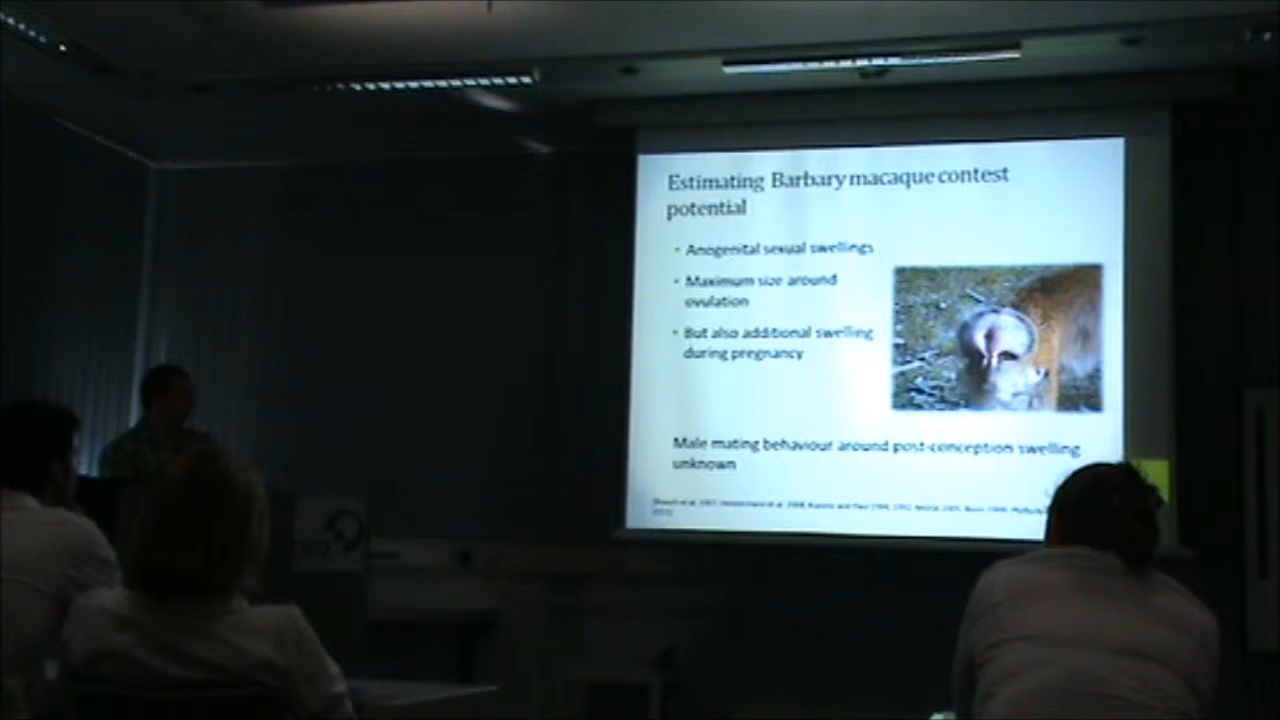 Estimating Barbary macaque contest
potential
• Anogenital sexual swellings
• Maximum size around
ovulation
• But also additional swelling
during pregnancy
Male mating behaviour around post-conception swelling
unknown